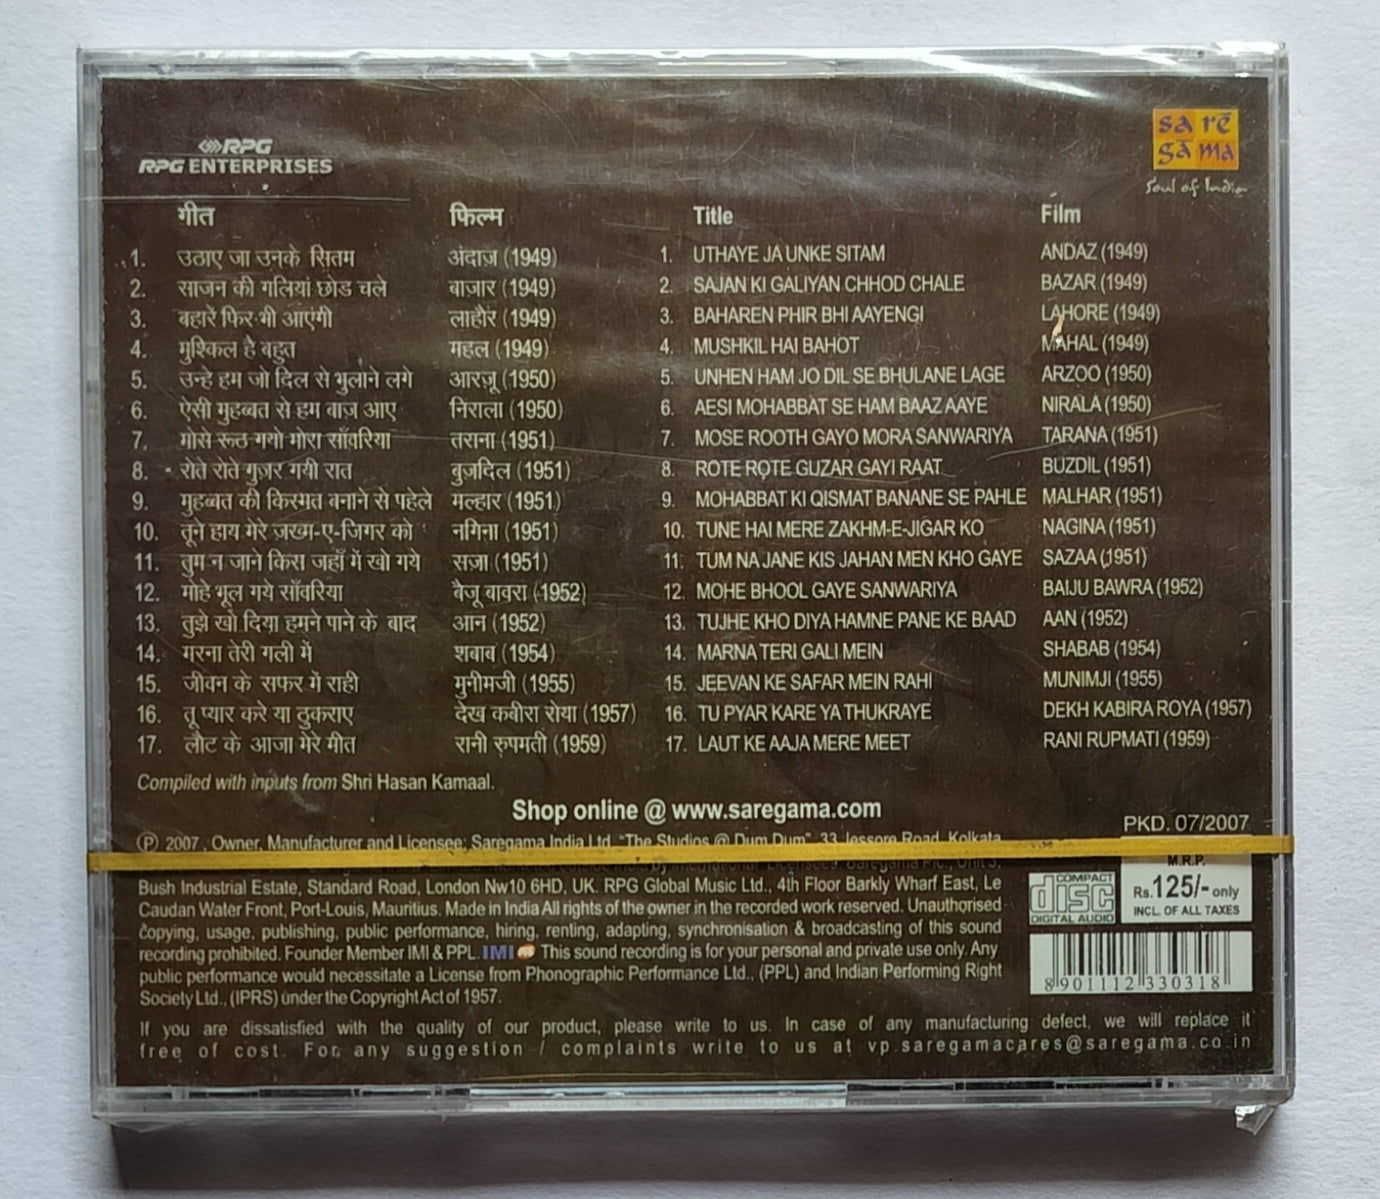 RPG
RPG ENTERPRISES
sa rē
gā ma
Soul of India
गीत फिल्म Title Film
1. उठाए जा उनके सितम अंदाज़ (1949) 1. UTHAYE JA UNKE SITAM ANDAZ (1949)
2. साजन की गलियां छोड चले बाज़ार (1949) 2. SAJAN KI GALIYAN CHHOD CHALE BAZAR (1949)
3. बहारें फिर भी आएंगी लाहौर (1949) 3. BAHAREN PHIR BHI AAYENGI LAHORE (1949)
4. मुश्किल है बहुत महल (1949) 4. MUSHKIL HAI BAHOT MAHAL (1949)
5. उन्हे हम जो दिल से भुलाने लगे आरज़ू (1950) 5. UNHEN HAM JO DIL SE BHULANE LAGE ARZOO (1950)
6. ऐसी मुहब्बत से हम बाज़ आए निराला (1950) 6. AESI MOHABBAT SE HAM BAAZ AAYE NIRALA (1950)
7. मोसे रूठ गयो मोरा साँवरिया तराना (1951) 7. MOSE ROOTH GAYO MORA SANWARIYA TARANA (1951)
8. रोते रोते गुज़र गयी रात बुज़दिल (1951) 8. ROTE ROTE GUZAR GAYI RAAT BUZDIL (1951)
9. मुहब्बत की किस्मत बनाने से पहेले मल्हार (1951) 9. MOHABBAT KI QISMAT BANANE SE PAHLE MALHAR (1951)
10. तूने हाय मेरे ज़ख्म-ए-जिगर को नगिना (1951) 10. TUNE HAI MERE ZAKHM-E-JIGAR KO NAGINA (1951)
11. तुम न जाने किस जहाँ में खो गये सज़ा (1951) 11. TUM NA JANE KIS JAHAN MEN KHO GAYE SAZAA (1951)
12. मोहे भूल गये साँवरिया बैजू बावरा (1952) 12. MOHE BHOOL GAYE SANWARIYA BAIJU BAWRA (1952)
13. तुझे खो दिया हमने पाने के बाद आन (1952) 13. TUJHE KHO DIYA HAMNE PANE KE BAAD AAN (1952)
14. मरना तेरी गली में शबाब (1954) 14. MARNA TERI GALI MEIN SHABAB (1954)
15. जीवन के सफर में राही मुनीमजी (1955) 15. JEEVAN KE SAFAR MEIN RAHI MUNIMJI (1955)
16. तू प्यार करे या ठुकराए देख कबीरा रोया (1957) 16. TU PYAR KARE YA THUKRAYE DEKH KABIRA ROYA (1957)
17. लौट के आजा मेरे मीत रानी रुपमती (1959) 17. LAUT KE AAJA MERE MEET RANI RUPMATI (1959)
Compiled with inputs from Shri Hasan Kamaal.
Shop online @ www.saregama.com
PKD. 07/2007
Ⓟ 2007 , Owner, Manufacturer and Licensee: Saregama India Ltd. "The Studios @ Dum Dum", 33, Jessore Road, Kolkata
Bush Industrial Estate, Standard Road, London Nw10 6HD, UK. RPG Global Music Ltd., 4th Floor Barkly Wharf East, Le
Caudan Water Front, Port-Louis, Mauritius. Made in India All rights of the owner in the recorded work reserved. Unauthorised
copying, usage, publishing, public performance, hiring, renting, adapting, synchronisation & broadcasting of this sound
recording prohibited. Founder Member IMI & PPL. IMI This sound recording is for your personal and private use only. Any
public performance would necessitate a License from Phonographic Performance Ltd., (PPL) and Indian Performing Right
Society Ltd., (IPRS) under the Copyright Act of 1957.
COMPACT
disc
DIGITAL AUDIO
M.R.P.
Rs.125/- only
INCL. OF ALL TAXES
8 901112 330318
If you are dissatisfied with the quality of our product, please write to us. In case of any manufacturing defect, we will replace it
free of cost. For any suggestion / complaints write to us at vp.saregamacares@saregama.co.in